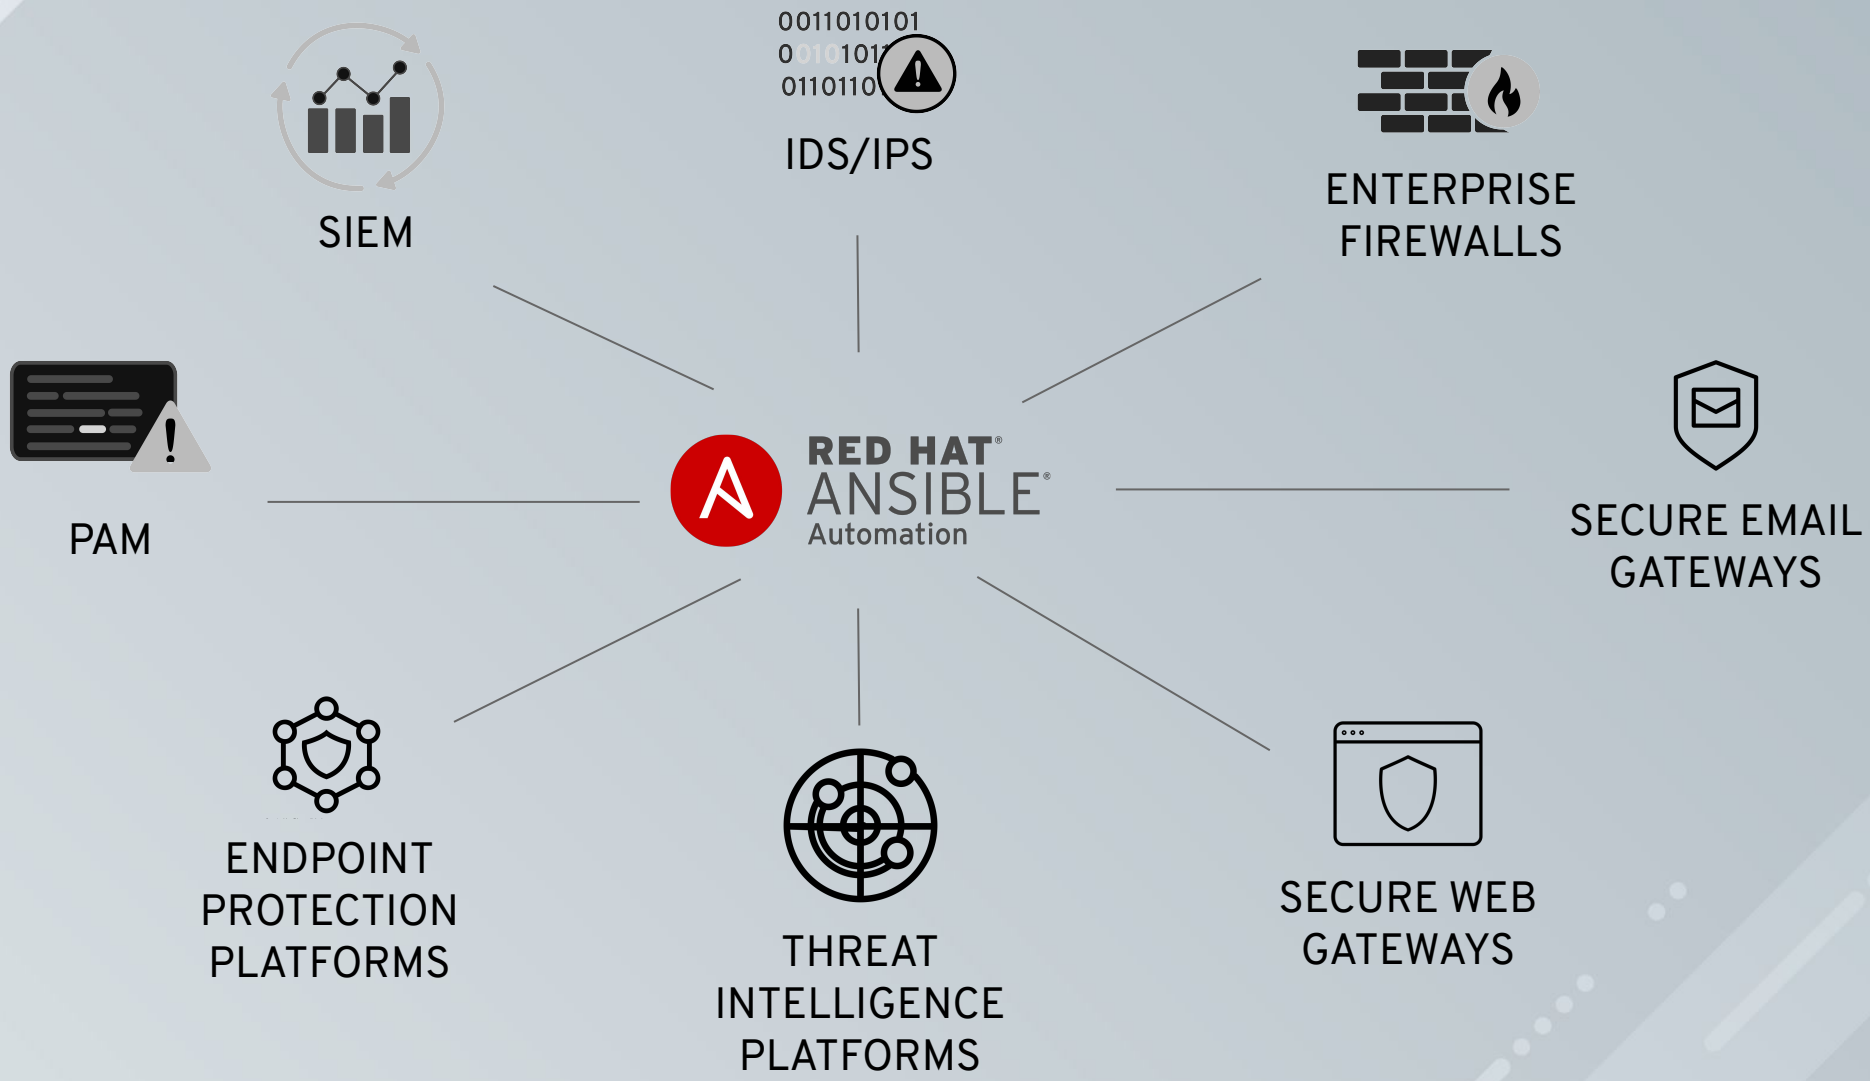 0011010101
00010101
0110110
IDS/IPS
SIEM
ENTERPRISE
FIREWALLS
PAM
RED HAT®
ANSIBLE®
Automation
SECURE EMAIL
GATEWAYS
ENDPOINT
PROTECTION
PLATFORMS
THREAT
INTELLIGENCE
PLATFORMS
SECURE WEB
GATEWAYS